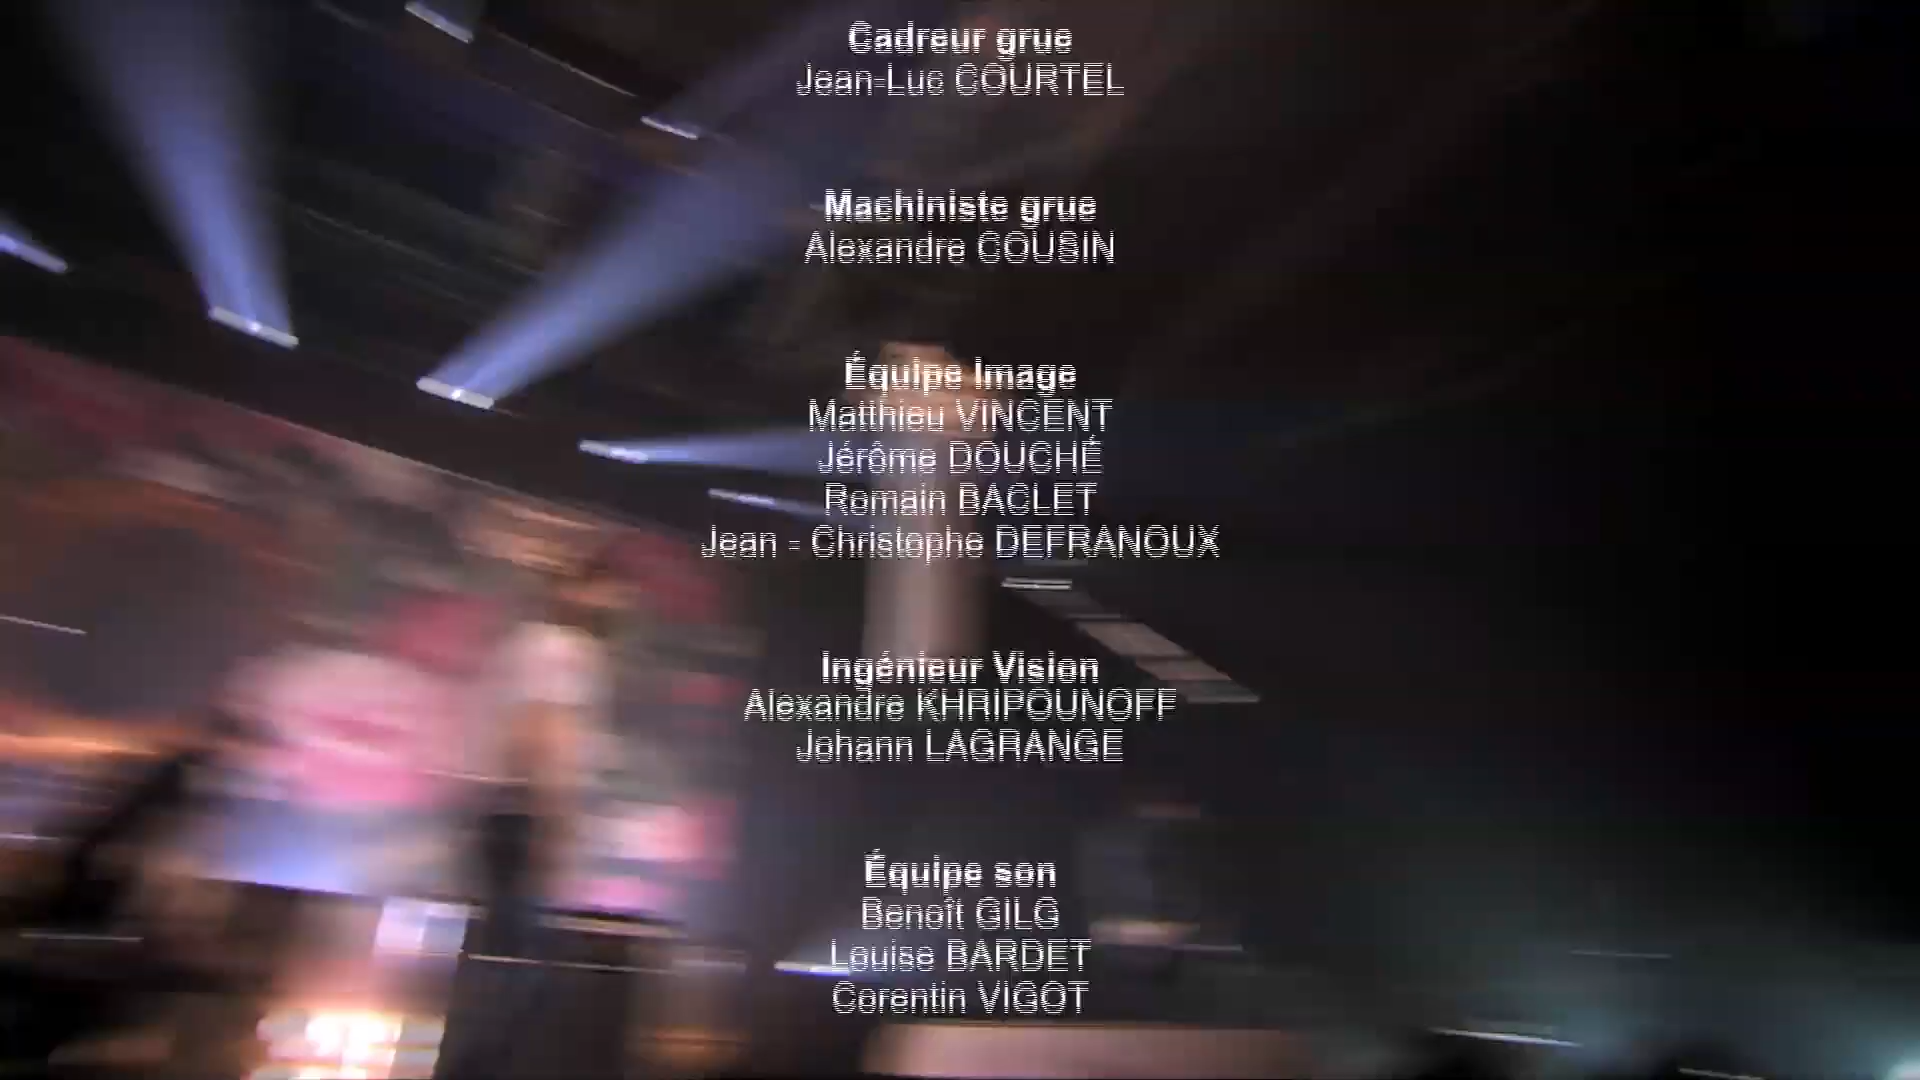 Cadreur grue
Jean-Luc COURTEL
Machiniste grue
Alexandre COUSIN
Équipe Image
Matthieu VINCENT
Jérôme DOUCHÉ
Romain BACLET
Jean - Christophe DEFRANOUX
Ingénieur Vision
Alexandre KHRIPOUNOFF
Johann LAGRANGE
Équipe son
Benoît GILG
Louise BARDET
Corentin VIGOT